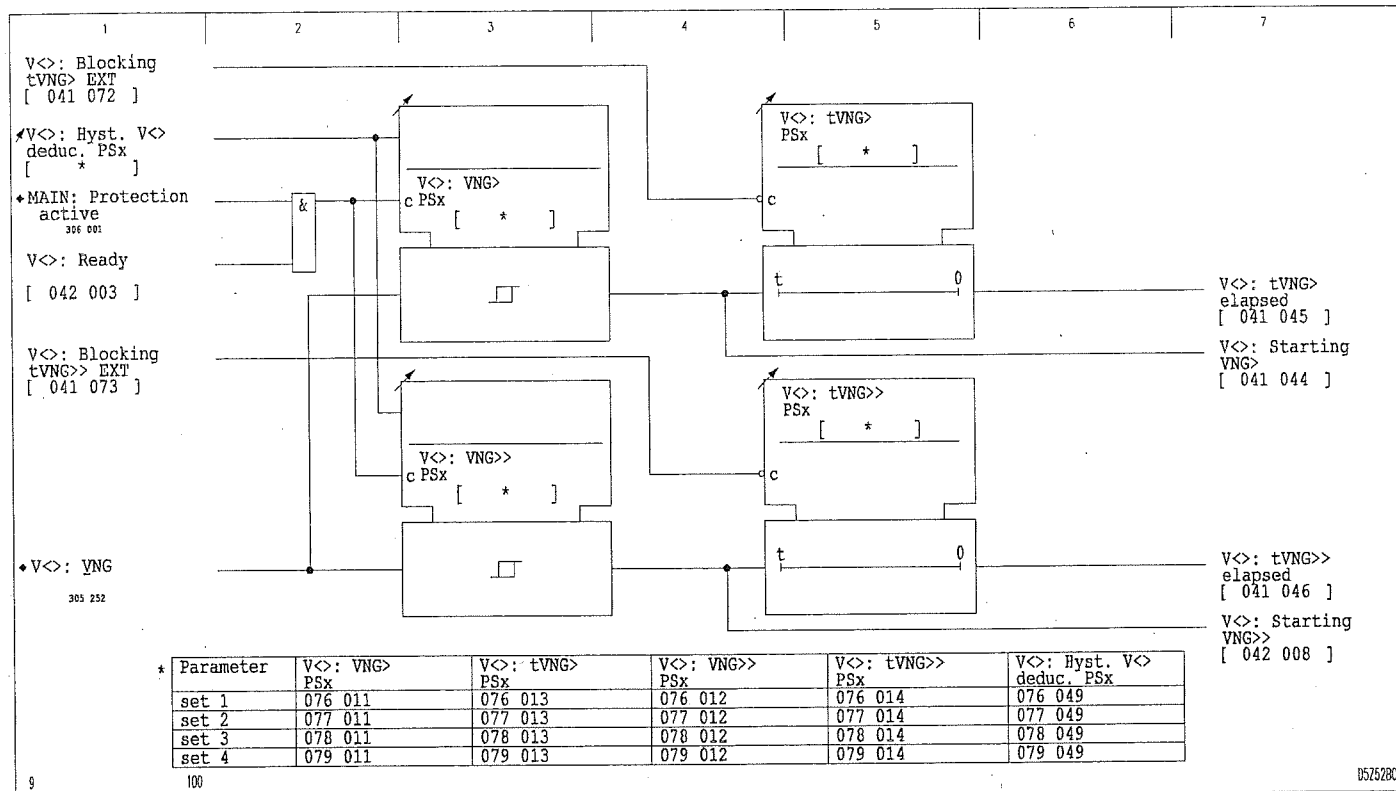 1 2 3 4 5 6 7
V<>: Blocking
tVNG> EXT
[ 041 072 ]
V<>: Hyst. V<>
deduc. PSx
[ * ]
MAIN: Protection
active
306 001
V<>: Ready
[ 042 003 ]
V<>: Blocking
tVNG>> EXT
[ 041 073 ]
V<>: VNG
305 252
&
V<>: VNG>
c PSx
[ * ]
V<>: tVNG>
PSx
[ * ]
c
t 0
V<>: tVNG>
elapsed
[ 041 045 ]
V<>: Starting
VNG>
[ 041 044 ]
V<>: VNG>>
c PSx
[ * ]
V<>: tVNG>>
PSx
[ * ]
c
t 0
V<>: tVNG>>
elapsed
[ 041 046 ]
V<>: Starting
VNG>>
[ 042 008 ]
* Parameter V<>: VNG> PSx V<>: tVNG> PSx V<>: VNG>> PSx V<>: tVNG>> PSx V<>: Hyst. V<> deduc. PSx
set 1 076 011 076 013 076 012 076 014 076 049
set 2 077 011 077 013 077 012 077 014 077 049
set 3 078 011 078 013 078 012 078 014 078 049
set 4 079 011 079 013 079 012 079 014 079 049
9 100